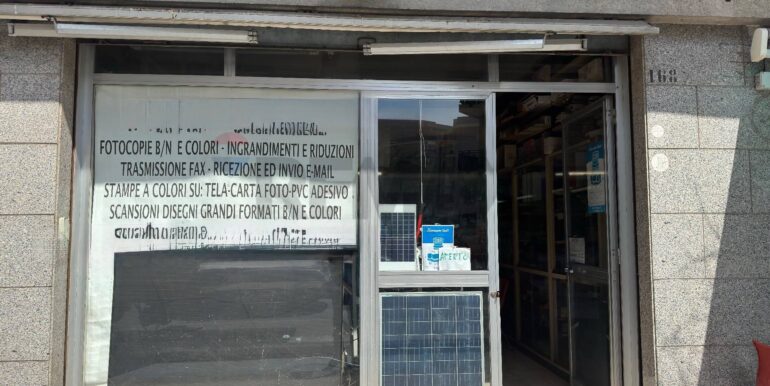 168
FOTOCOPIE B/N E COLORI - INGRANDIMENTI E RIDUZIONI
TRASMISSIONE FAX - RICEZIONE ED INVIO E-MAIL
STAMPE A COLORI SU: TELA-CARTA FOTO-PVC ADESIVO
SCANSIONI DISEGNI GRANDI FORMATI B/N E COLORI
APERTO